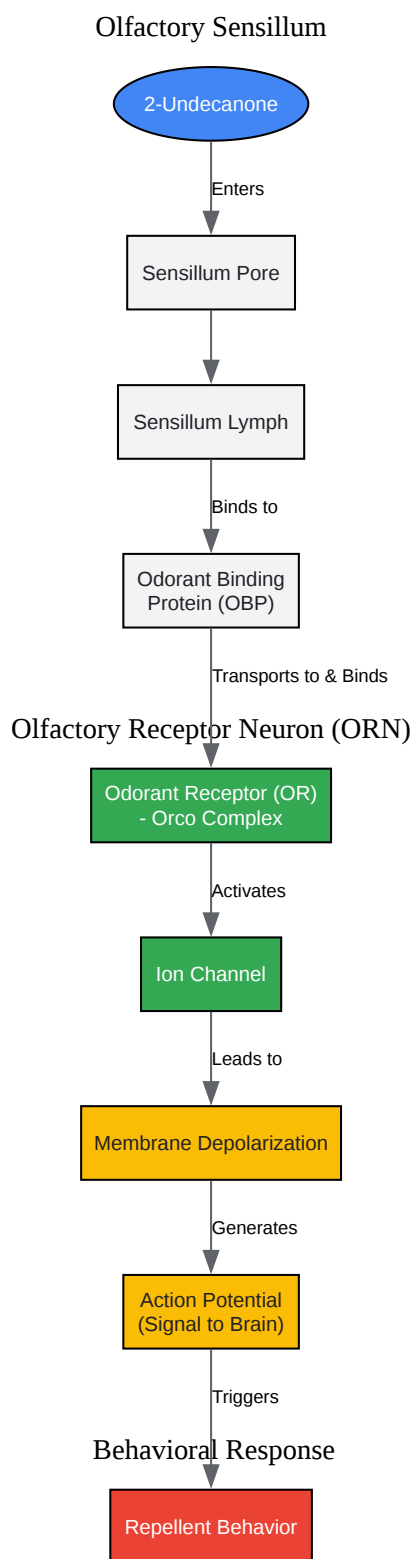 Olfactory Sensillum
2-Undecanone
Enters
Sensillum Pore
Sensillum Lymph
Binds to
Odorant Binding
Protein (OBP)
Transports to & Binds
Olfactory Receptor Neuron (ORN)
Odorant Receptor (OR)
- Orco Complex
Activates
Ion Channel
Leads to
Membrane Depolarization
Generates
Action Potential
(Signal to Brain)
Triggers
Behavioral Response
Repellent Behavior